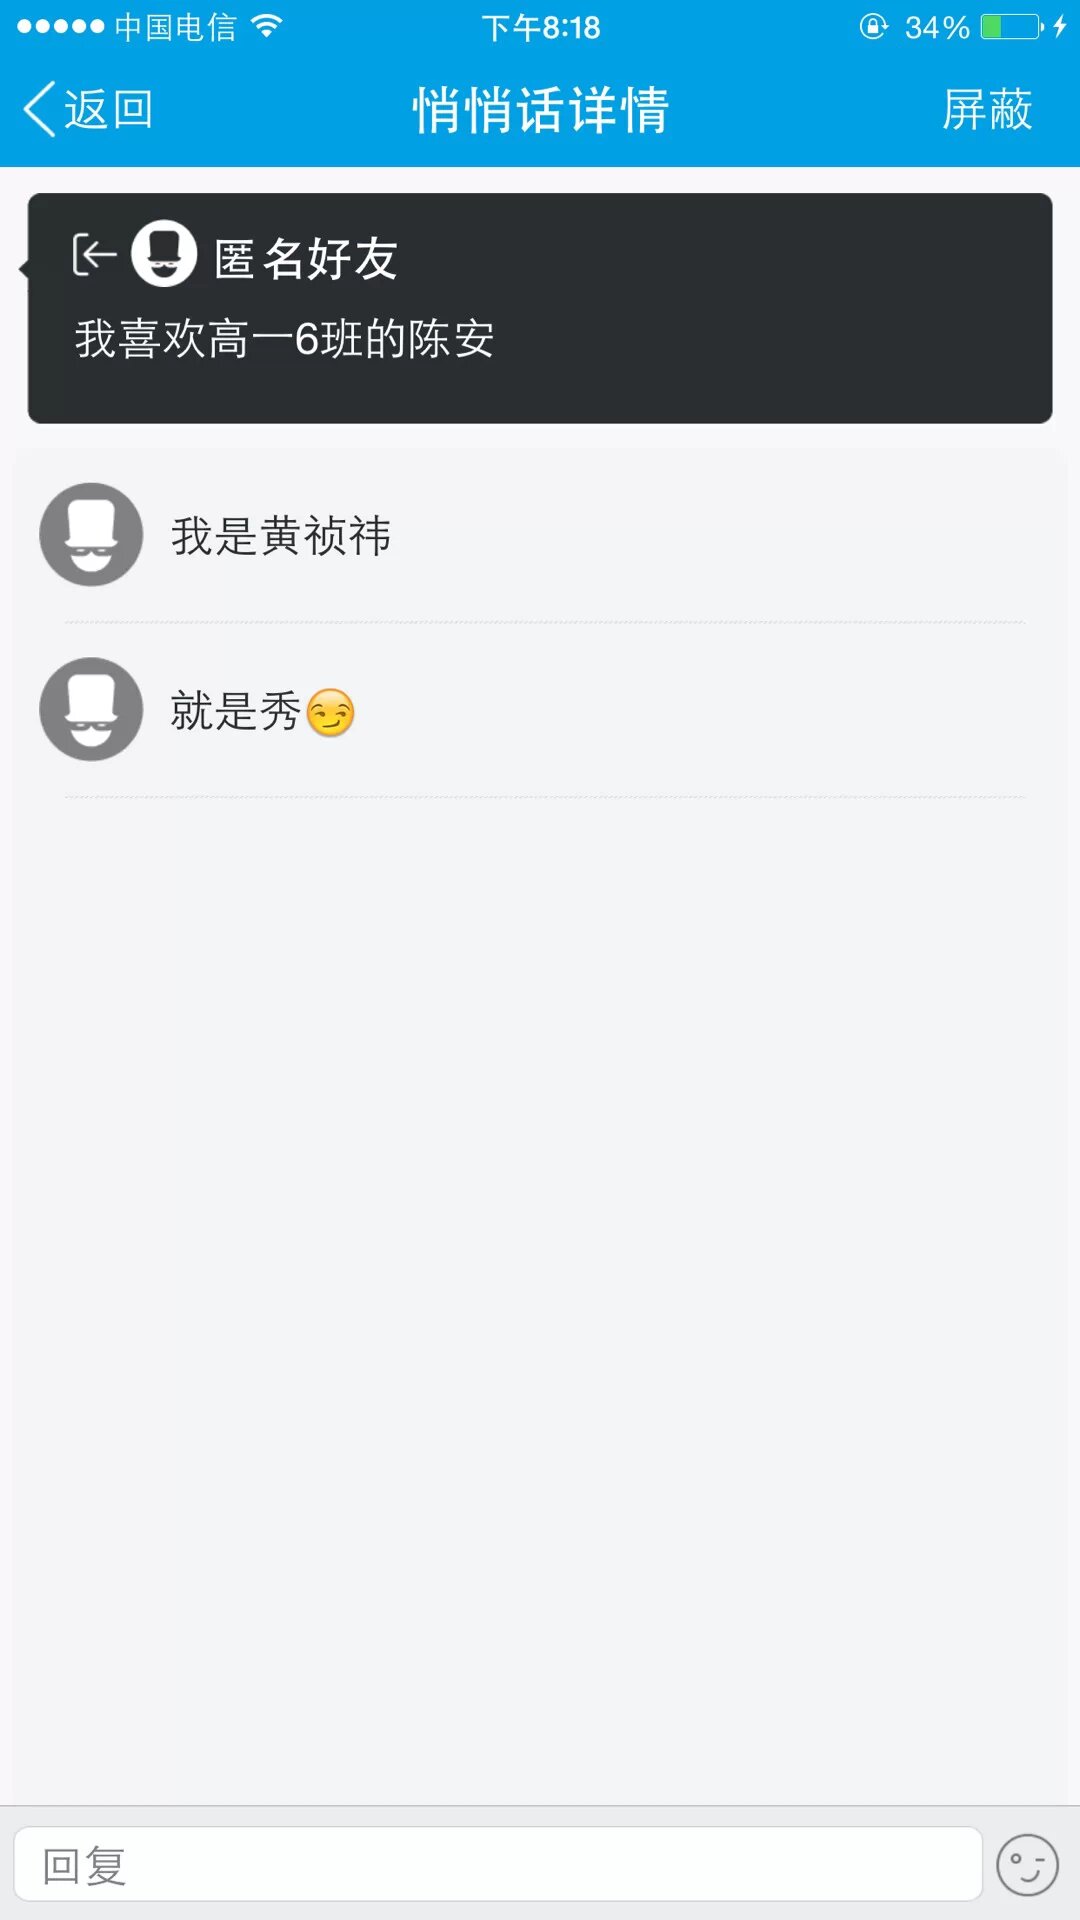 中国电信 下午8:18 34%
返回 悄悄话详情 屏蔽
匿名好友
我喜欢高一6班的陈安
我是黄祯祎
就是秀😏
回复